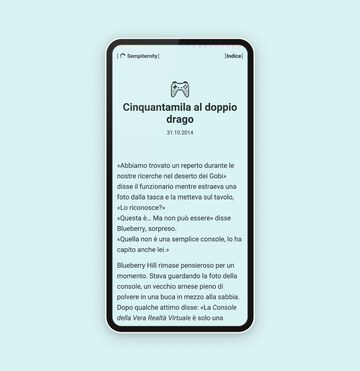 | Sempiternity|
|Indice|
Cinquantamila al doppio
drago
31.10.2014
«Abbiamo trovato un reperto durante le
nostre ricerche nel deserto dei Gobi»
disse il funzionario mentre estraeva una
foto dalla tasca e la metteva sul tavolo,
«Lo riconosce?»
«Questa è... Ma non può essere» disse
Blueberry, sorpreso.
«Quella non è una semplice console, lo ha
capito anche lei.»
Blueberry Hill rimase pensieroso per un
momento. Stava guardando la foto della
console, un vecchio arnese pieno di
polvere in una buca in mezzo alla sabbia.
Dopo qualche attimo disse: «La Console
della Vera Realtà Virtuale è solo una